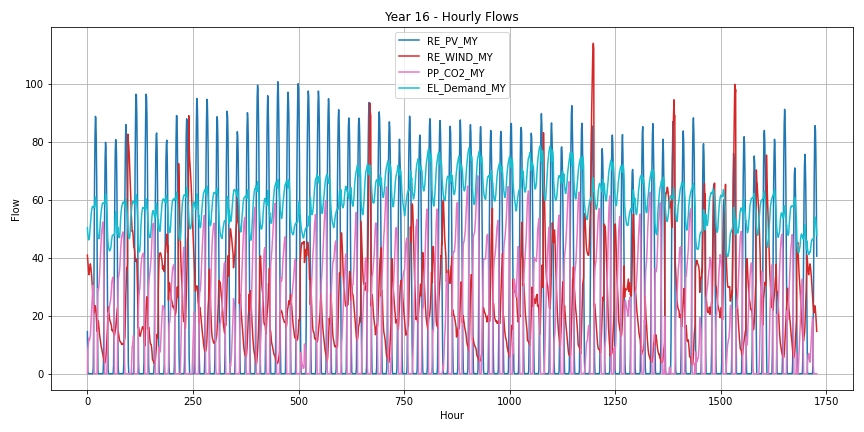 Year 16 - Hourly Flows
RE_PV_MY
RE_WIND_MY
PP_CO2_MY
EL_Demand_MY
100
80
60
40
20
0
Flow
0 250 500 750 1000 1250 1500 1750
Hour